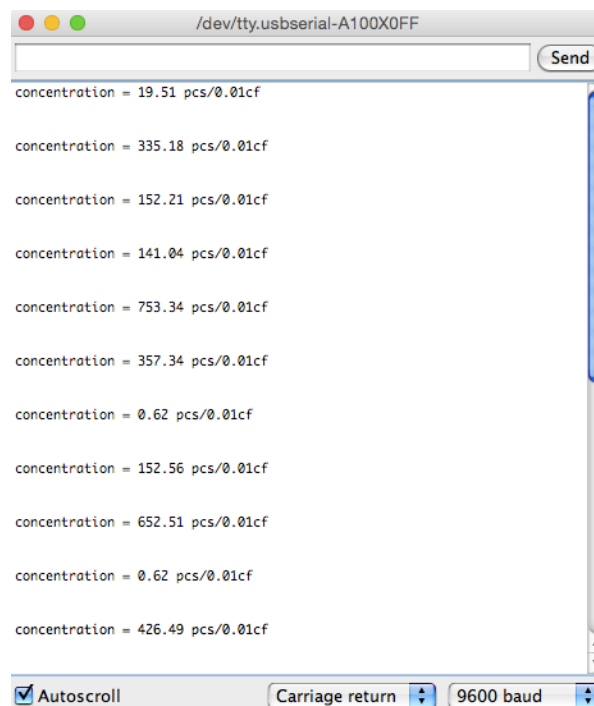 /dev/tty.usbserial-A100X0FF
Send
concentration = 19.51 pcs/0.01cf
concentration = 335.18 pcs/0.01cf
concentration = 152.21 pcs/0.01cf
concentration = 141.04 pcs/0.01cf
concentration = 753.34 pcs/0.01cf
concentration = 357.34 pcs/0.01cf
concentration = 0.62 pcs/0.01cf
concentration = 152.56 pcs/0.01cf
concentration = 652.51 pcs/0.01cf
concentration = 0.62 pcs/0.01cf
concentration = 426.49 pcs/0.01cf
Autoscroll Carriage return 9600 baud